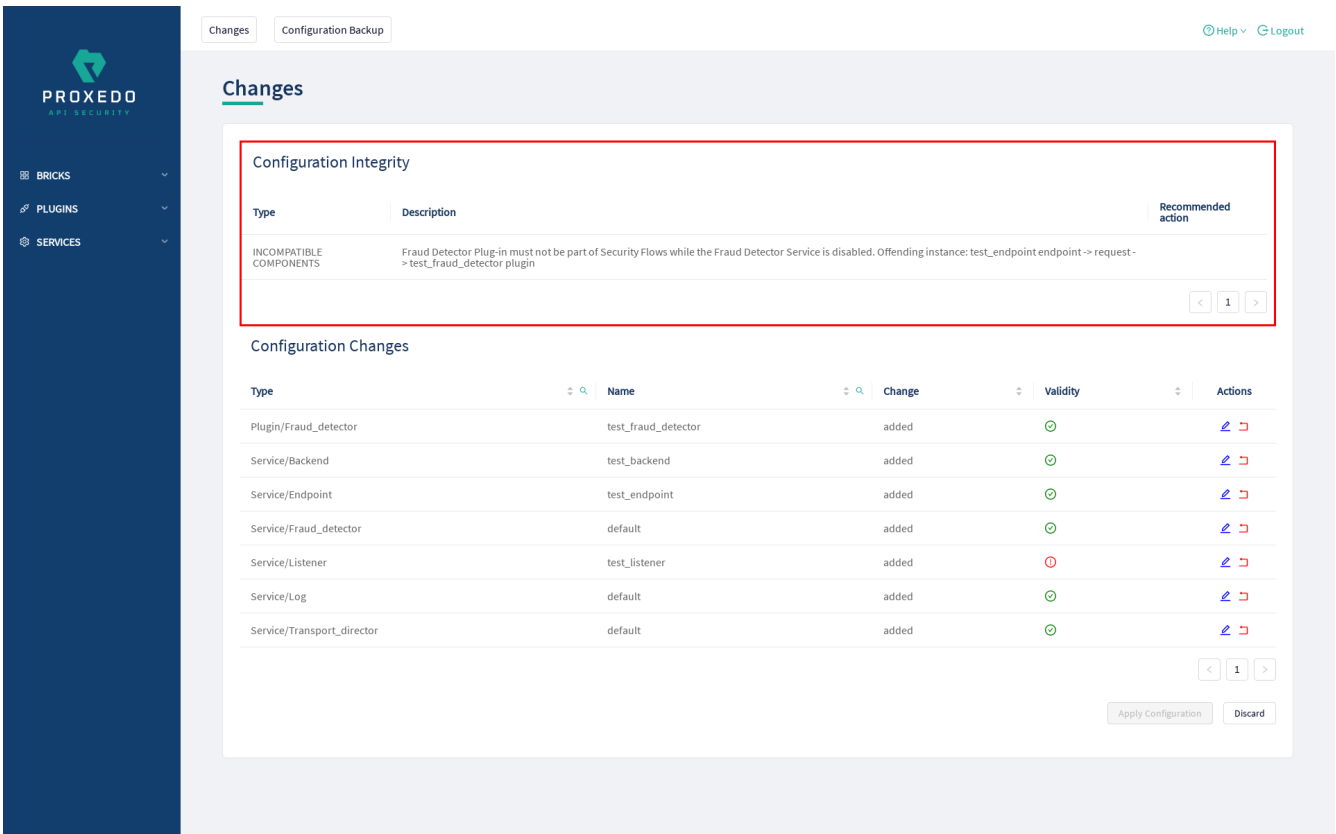 Changes
Configuration Backup
Help
Logout
PROXEDO
API SECURITY
BRICKS
PLUGINS
SERVICES
Changes
Configuration Integrity
Type Description Recommended
action
INCOMPATIBLE
COMPONENTS
Fraud Detector Plug-in must not be part of Security Flows while the Fraud Detector Service is disabled. Offending instance: test_endpoint endpoint -> request -
> test_fraud_detector plugin
< 1 >
Configuration Changes
Type Name Change Validity Actions
Plugin/Fraud_detector test_fraud_detector added
Service/Backend test_backend added
Service/Endpoint test_endpoint added
Service/Fraud_detector default added
Service/Listener test_listener added
Service/Log default added
Service/Transport_director default added
< 1 >
Apply Configuration Discard